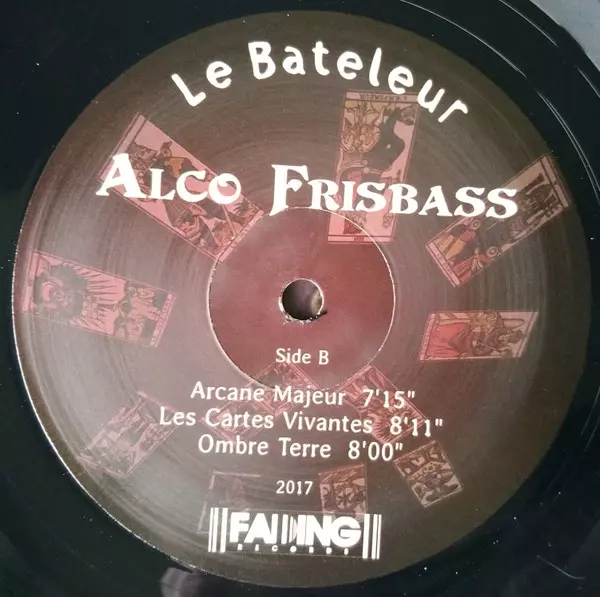 Le Bateleur
Alco Frisbass
Side B
Arcane Majeur 7'15"
Les Cartes Vivantes 8'11"
Ombre Terre 8'00"
2017
FADING
RECORDS